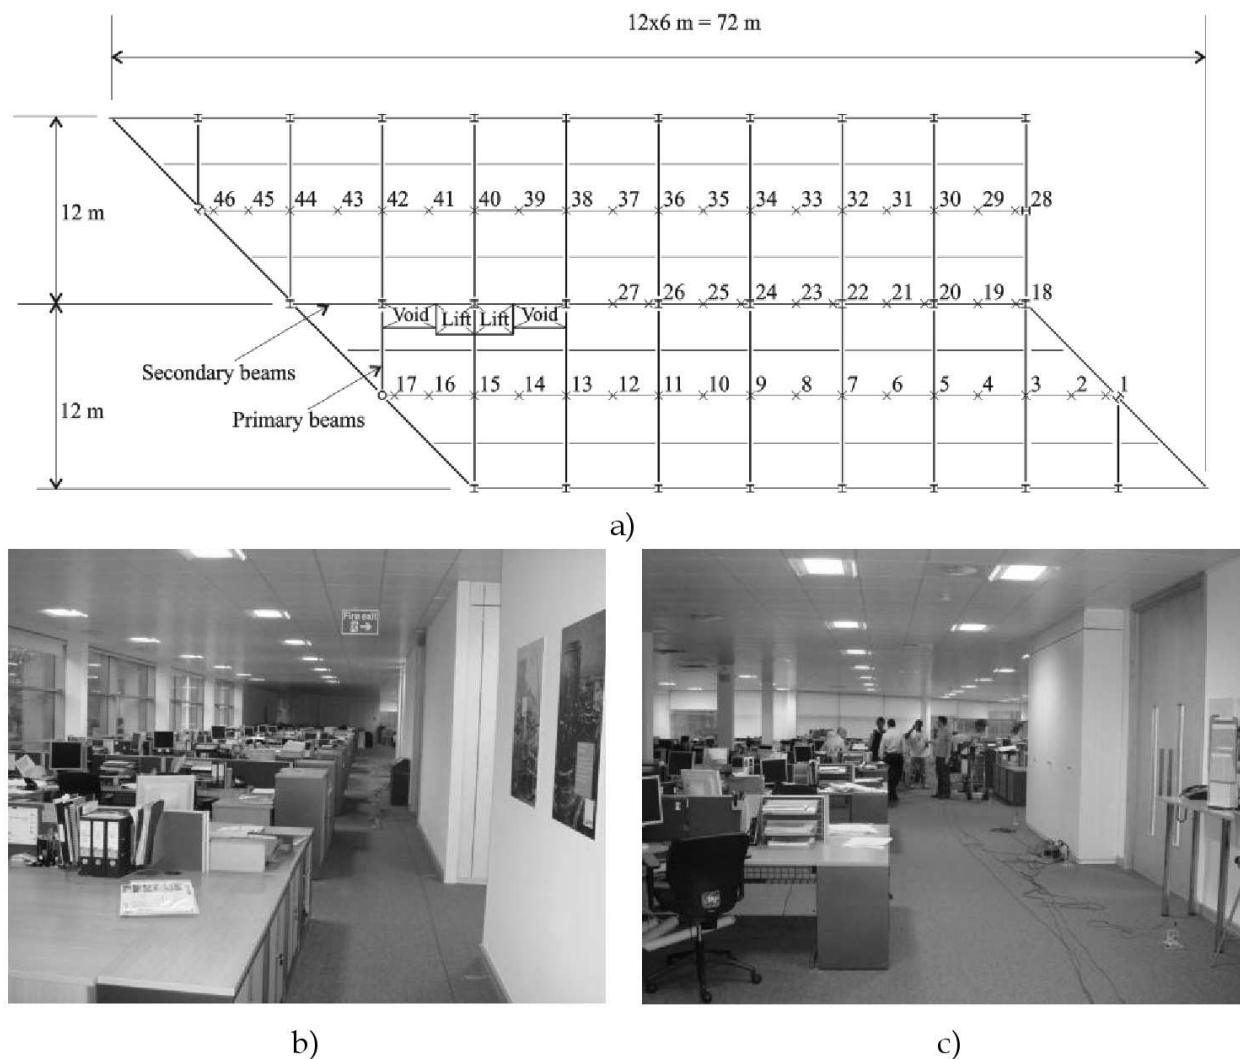 12x6 m = 72 m
12 m
46 45 44 43 42 41 40 39 38 37 36 35 34 33 32 31 30 29 28
27 26 25 24 23 22 21 20 19 18
Void Lift Lift Void
Secondary beams
17 16 15 14 13 12 11 10 9 8 7 6 5 4 3 2 1
12 m
Primary beams
a)
Fire exit
b)
c)